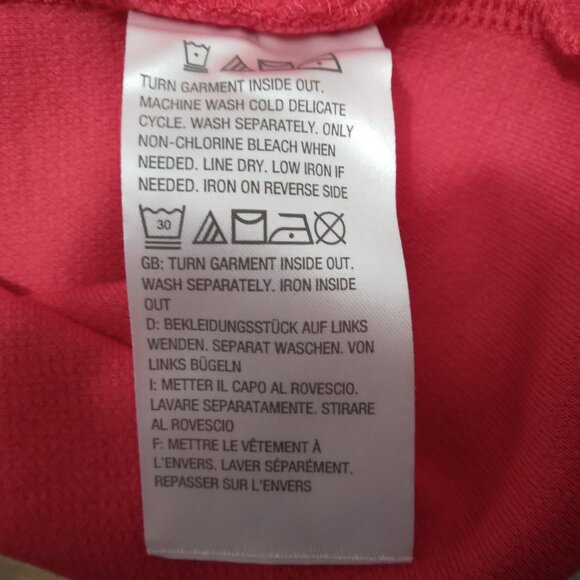 TURN GARMENT INSIDE OUT.
MACHINE WASH COLD DELICATE
CYCLE. WASH SEPARATELY. ONLY
NON-CHLORINE BLEACH WHEN
NEEDED. LINE DRY. LOW IRON IF
NEEDED. IRON ON REVERSE SIDE
30
GB: TURN GARMENT INSIDE OUT.
WASH SEPARATELY. IRON INSIDE
OUT
D: BEKLEIDUNGSSTÜCK AUF LINKS
WENDEN. SEPARAT WASCHEN. VON
LINKS BÜGELN
I: METTER IL CAPO AL ROVESCIO.
LAVARE SEPARATAMENTE. STIRARE
AL ROVESCIO
F: METTRE LE VÊTEMENT À
L'ENVERS. LAVER SÉPARÉMENT.
REPASSER SUR L'ENVERS